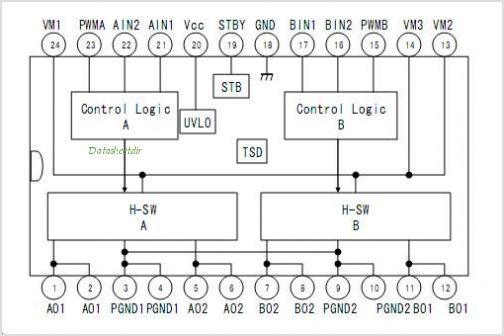 VM1 PWMA AIN2 AIN1 Vcc STBY GND BIN1 BIN2 PWMB VM3 VM2
24 23 22 21 20 19 18 17 16 15 14 13
STB
Control Logic
A
UVLO
Control Logic
B
Datasheetdir
TSD
H-SW
A
H-SW
B
1 2 3 4 5 6 7 8 9 10 11 12
AO1 AO1 PGND1 PGND1 AO2 AO2 BO2 BO2 PGND2 PGND2 BO1 BO1